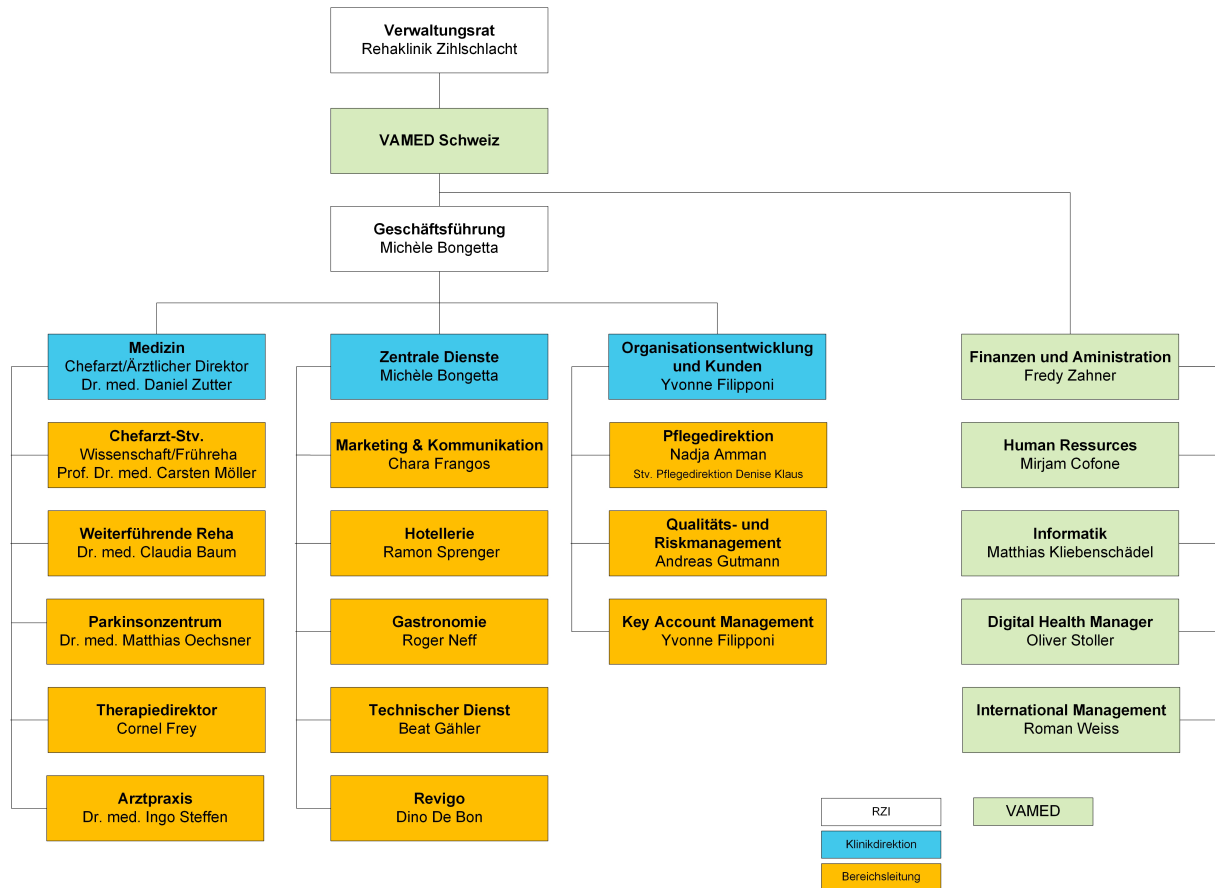 Verwaltungsrat
Rehaklinik Zihlschlacht
VAMED Schweiz
Geschäftsführung
Michèle Bongetta
Medizin
Chefarzt/Ärztlicher Direktor
Dr. med. Daniel Zutter
Chefarzt-Stv.
Wissenschaft/Frühreha
Prof. Dr. med. Carsten Möller
Weiterführende Reha
Dr. med. Claudia Baum
Parkinsonzentrum
Dr. med. Matthias Oechsner
Therapiedirektor
Cornel Frey
Arztpraxis
Dr. med. Ingo Steffen
Zentrale Dienste
Michèle Bongetta
Marketing & Kommunikation
Chara Frangos
Hotellerie
Ramon Sprenger
Gastronomie
Roger Neff
Technischer Dienst
Beat Gähler
Revigo
Dino De Bon
Organisationsentwicklung
und Kunden
Yvonne Filipponi
Pflegedirektion
Nadja Amman
Stv. Pflegedirektion Denise Klaus
Qualitäts- und
Riskmanagement
Andreas Gutmann
Key Account Management
Yvonne Filipponi
Finanzen und Aministration
Fredy Zahner
Human Ressurces
Mirjam Cofone
Informatik
Matthias Kliebenschädel
Digital Health Manager
Oliver Stoller
International Management
Roman Weiss
RZI
VAMED
Klinikdirektion
Bereichsleitung